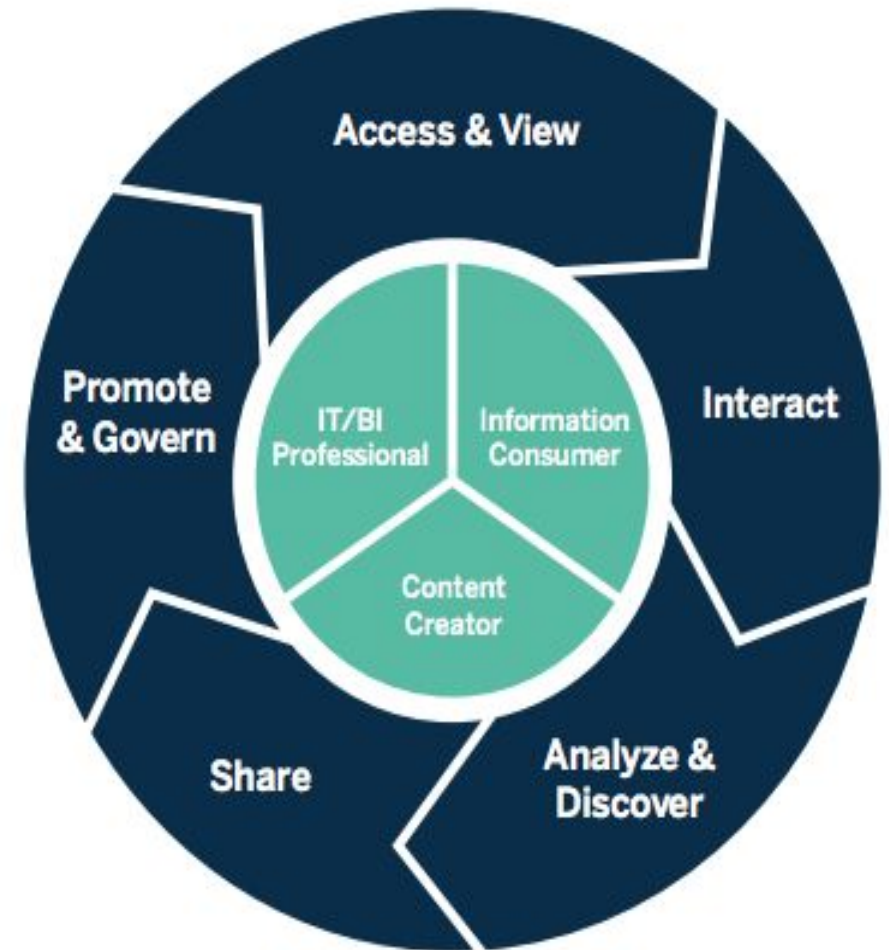 Access & View
Interact
Analyze &
Discover
Share
Promote
& Govern
IT/BI
Professional
Information
Consumer
Content
Creator